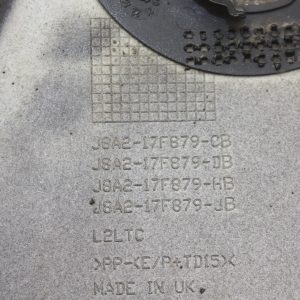 J8A2-17F879-CB
J8A2-17F879-DB
J8A2-17F879-HB
J8A2-17F879-JB
L2LTC
>PP-(E/P+TD15)<
MADE IN UK